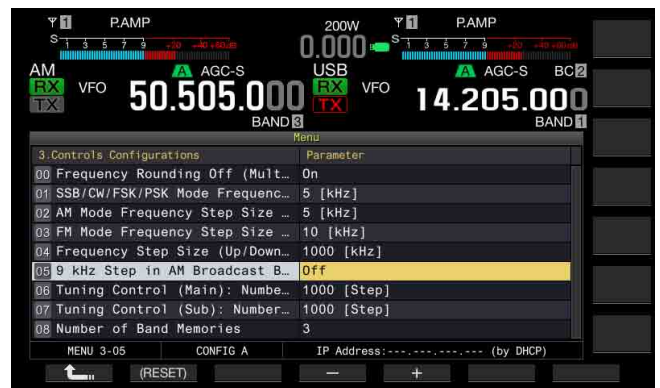 1 P.AMP 200W 1 P.AMP
S 1 3 5 7 9 +20 +40 +60dB 0.000 S 1 3 5 7 9 +20 +40 +60dB
AM A AGC-S USB A AGC-S BC2
RX TX VFO 50.505.000 RX TX VFO 14.205.000
BAND 3 BAND 1
Menu
3.Controls Configurations Parameter
00 Frequency Rounding Off (Mult… On
01 SSB/CW/FSK/PSK Mode Frequenc… 5 [kHz]
02 AM Mode Frequency Step Size … 5 [kHz]
03 FM Mode Frequency Step Size … 10 [kHz]
04 Frequency Step Size (Up/Down… 1000 [kHz]
05 9 kHz Step in AM Broadcast B… Off
06 Tuning Control (Main): Numbe… 1000 [Step]
07 Tuning Control (Sub): Number… 1000 [Step]
08 Number of Band Memories 3
MENU 3-05 CONFIG A IP Address:---.---.---.--- (by DHCP)
(RESET) − +